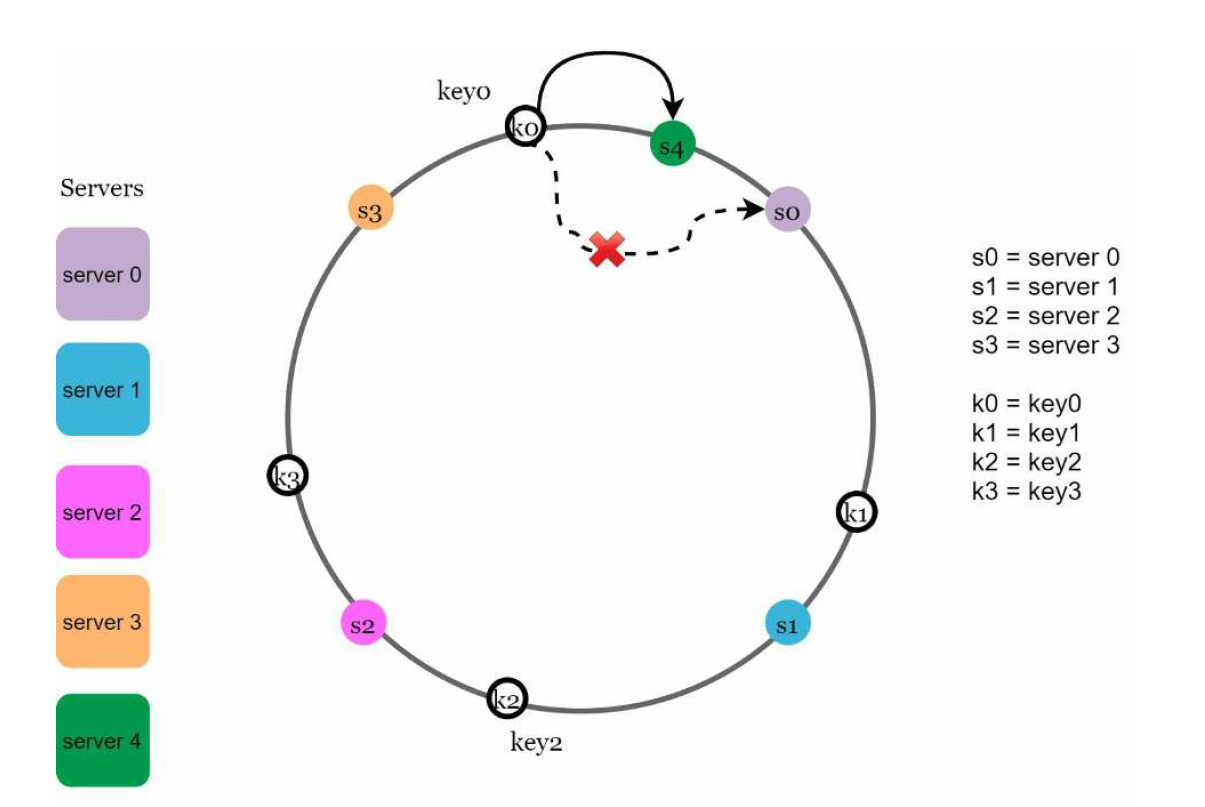 key0
k0
s4
s3
s0
Servers
server 0
server 1
server 2
server 3
server 4
k3
k1
s2
s1
k2
key2
s0 = server 0
s1 = server 1
s2 = server 2
s3 = server 3
k0 = key0
k1 = key1
k2 = key2
k3 = key3